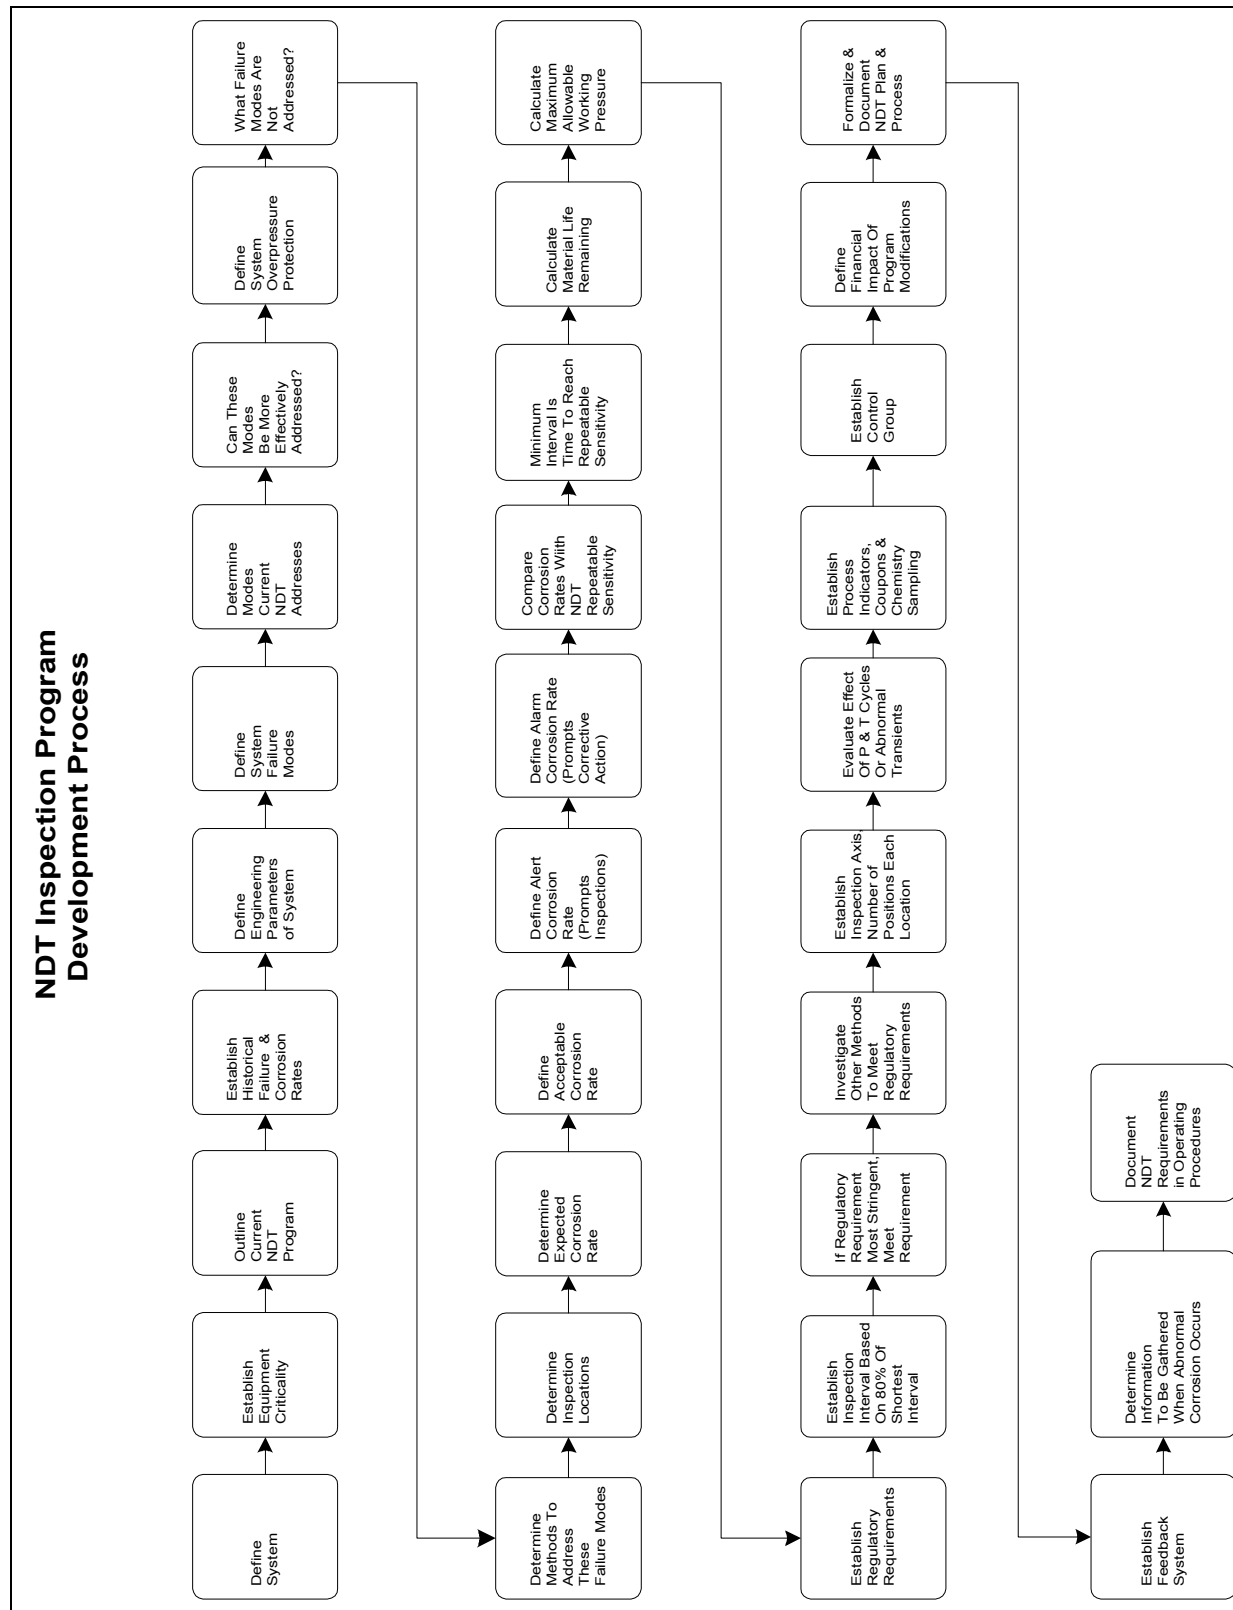 NDT Inspection Program
Development Process
Define
System
Establish
Equipment
Criticality
Outline
Current
NDT
Program
Establish
Historical
Failure &
Corrosion
Rates
Define
Engineering
Parameters
of System
Define
System
Failure
Modes
Determine
Modes
Current
NDT
Addresses
Can These
Modes
Be More
Effectively
Addressed?
Define
System
Overpressure
Protection
What Failure
Modes Are
Not
Addressed?
Determine
Methods To
Address
These
Failure Modes
Determine
Inspection
Locations
Determine
Expected
Corrosion
Rate
Define
Acceptable
Corrosion
Rate
Define Alert
Corrosion
Rate
(Prompts
Inspections)
Define Alarm
Corrosion Rate
(Prompts
Corrective
Action)
Compare
Corrosion
Rates Wiith
NDT
Repeatable
Sensitivity
Minimum
Interval Is
Time To Reach
Repeatable
Sensitivity
Calculate
Material Life
Remaining
Calculate
Maximum
Allowable
Working
Pressure
Establish
Regulatory
Requirements
Establish
Inspection
Interval Based
On 80% Of
Shortest
Interval
If Regulatory
Requirement
Most Stringent,
Meet
Requirement
Investigate
Other Methods
To Meet
Regulatory
Requirements
Establish
Inspection Axis,
Number of
Positions Each
Location
Evaluate Effect
Of P & T Cycles
Or Abnormal
Transients
Establish
Process
Indicators,
Coupons &
Chemistry
Sampling
Establish
Control
Group
Define
Financial
Impact Of
Program
Modifications
Formalize &
Document
NDT Plan &
Process
Establish
Feedback
System
Determine
Information
To Be Gathered
When Abnormal
Corrosion Occurs
Document
NDT
Requirements
in Operating
Procedures